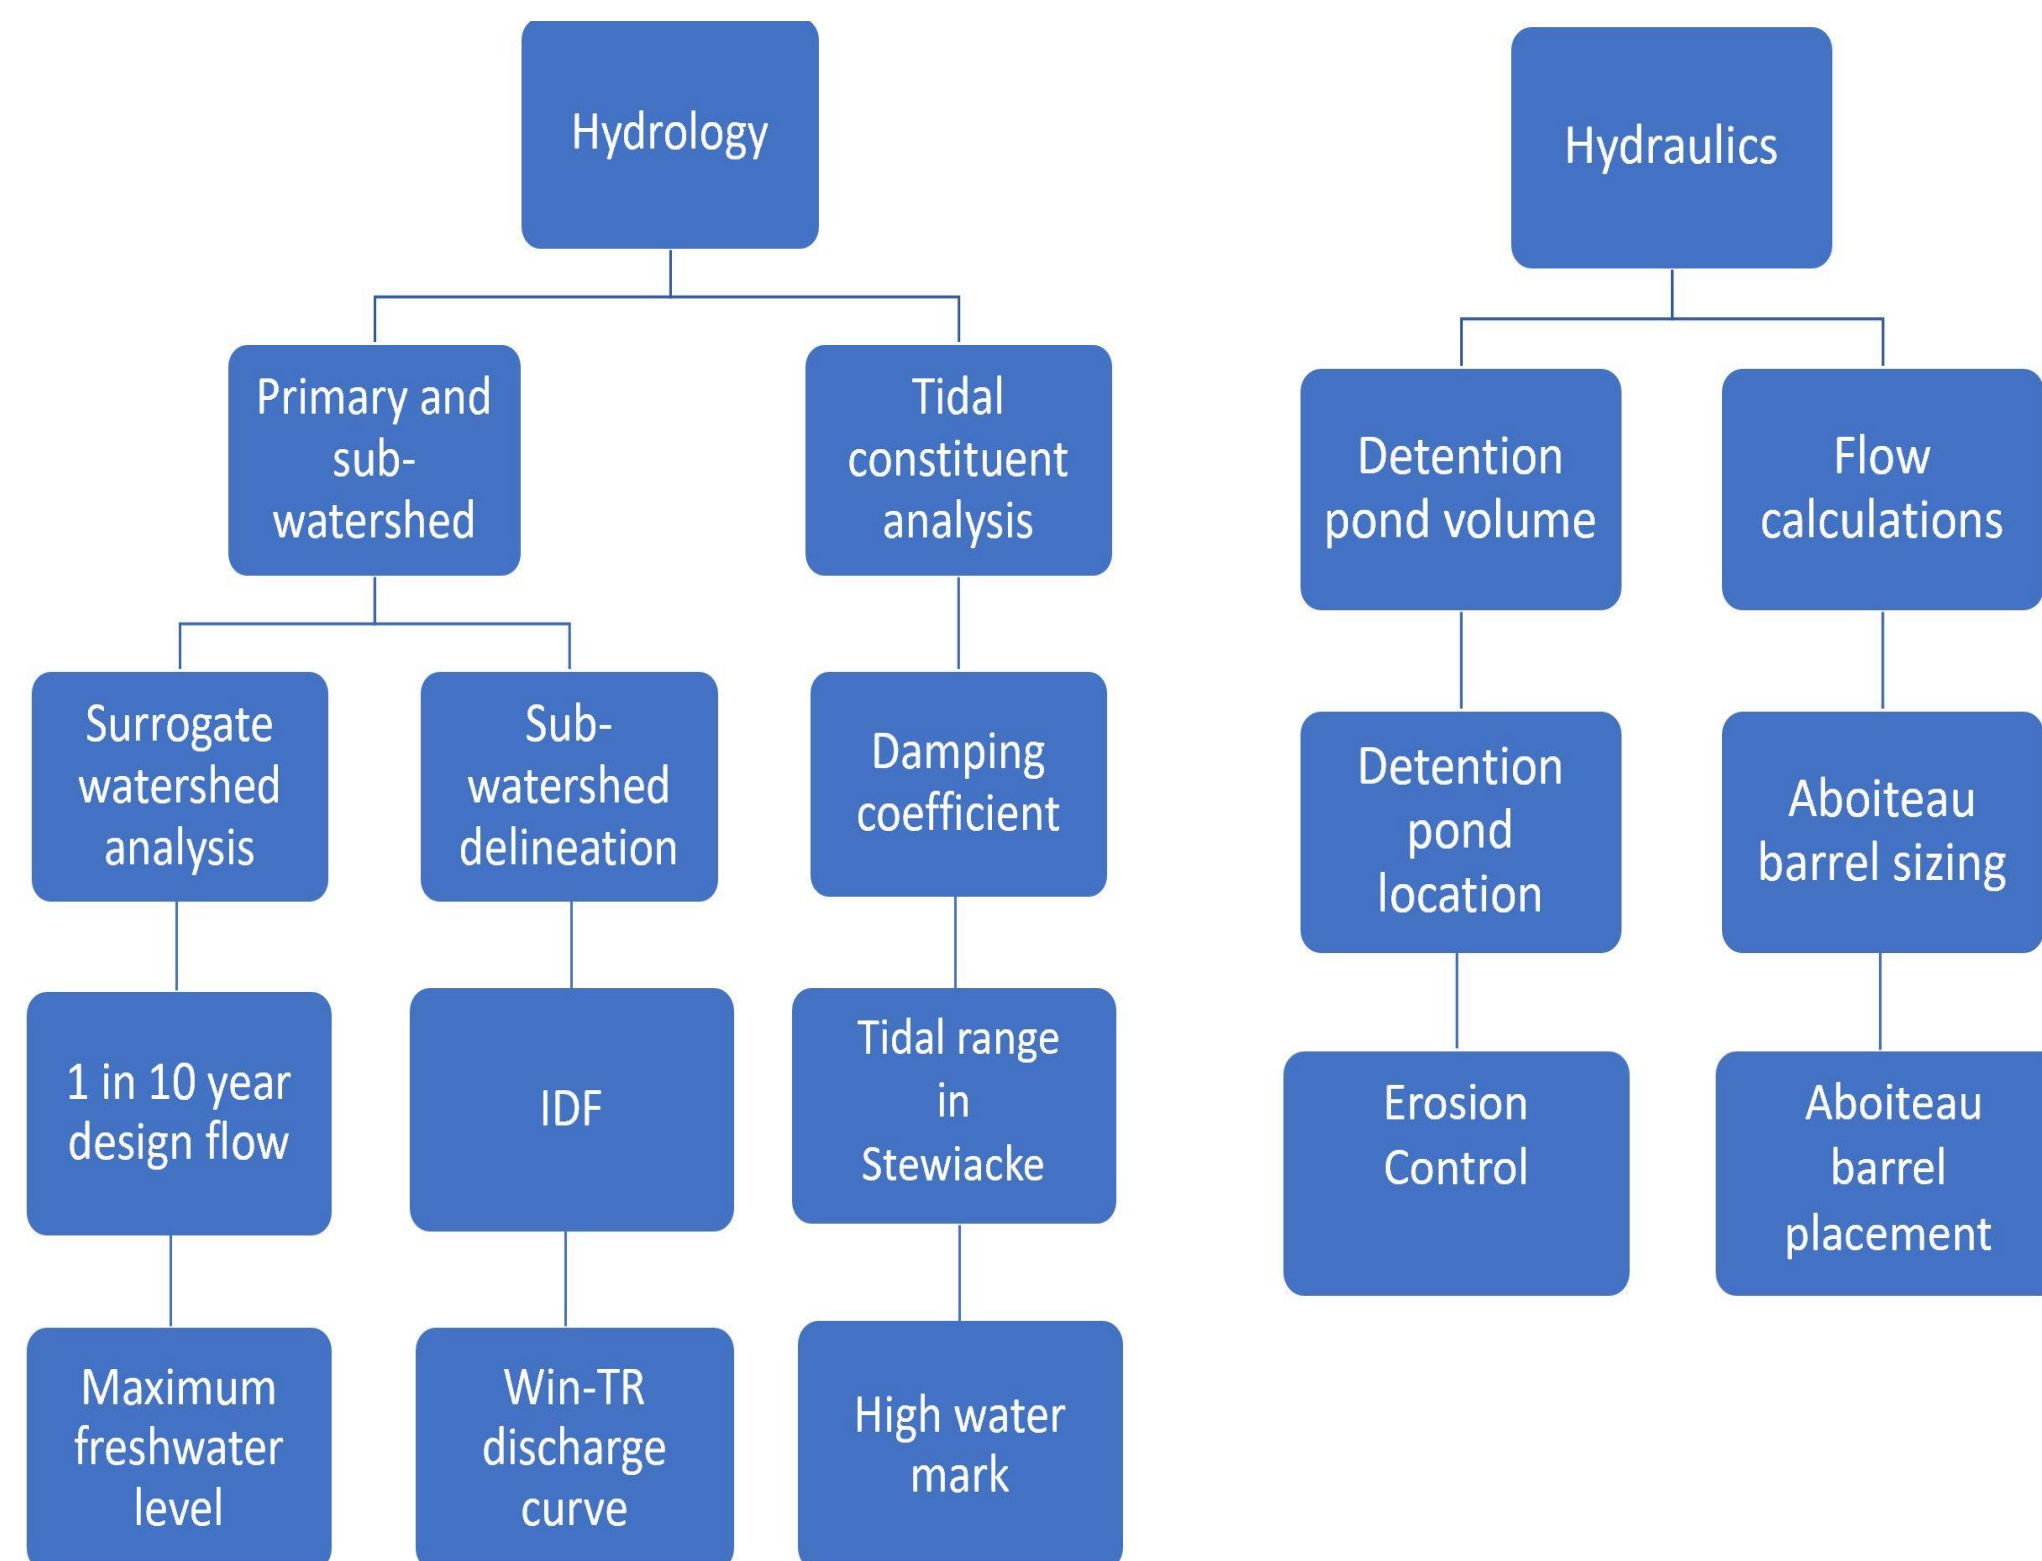 Hydrology
Hydraulics
Primary and
sub-
watershed
Tidal
constituent
analysis
Detention
pond volume
Flow
calculations
Surrogate
watershed
analysis
Sub-
watershed
delineation
Damping
coefficient
Detention
pond
location
Aboiteau
barrel sizing
1 in 10 year
design flow
IDF
Tidal range
in
Stewiacke
Erosion
Control
Aboiteau
barrel
placement
Maximum
freshwater
level
Win-TR
discharge
curve
High water
mark